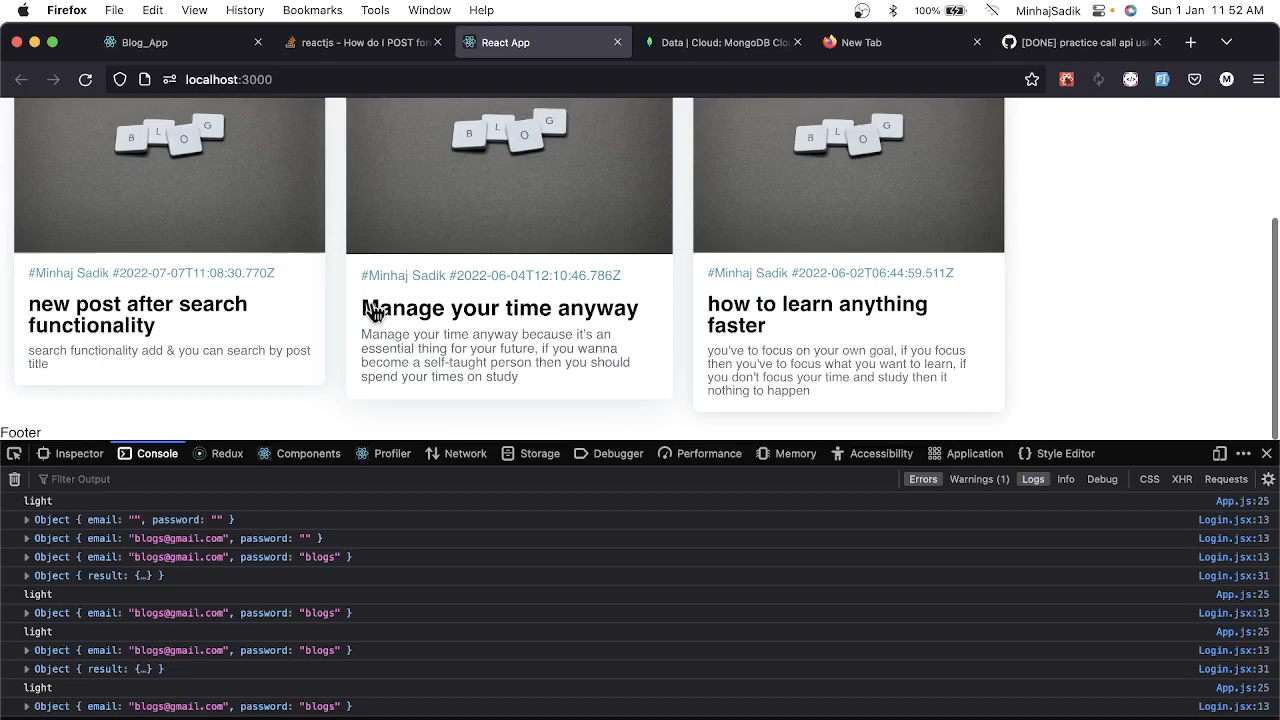 Firefox File Edit View History Bookmarks Tools Window Help 100% MinhajSadik Sun 1 Jan 11:52 AM
Blog_App reactjs - How do I POST for React App Data | Cloud: MongoDB Clo New Tab [DONE] practice call api usi
localhost:3000
B L O G B L O G B L O G
#Minhaj Sadik #2022-07-07T11:08:30.770Z
new post after search
functionality
search functionality add & you can search by post
title
#Minhaj Sadik #2022-06-04T12:10:46.786Z
Manage your time anyway
Manage your time anyway because it's an
essential thing for your future, if you wanna
become a self-taught person then you should
spend your times on study
#Minhaj Sadik #2022-06-02T06:44:59.511Z
how to learn anything
faster
you've to focus on your own goal, if you focus
then you've to focus what you want to learn, if
you don't focus your time and study then it
nothing to happen
Footer
Inspector Console Redux Components Profiler Network Storage Debugger Performance Memory Accessibility Application Style Editor
Filter Output Errors Warnings (1) Logs Info Debug CSS XHR Requests
light App.js:25
Object { email: "", password: "" } Login.jsx:13
Object { email: "blogs@gmail.com", password: "" } Login.jsx:13
Object { email: "blogs@gmail.com", password: "blogs" } Login.jsx:13
Object { result: {…} } Login.jsx:31
light App.js:25
Object { email: "blogs@gmail.com", password: "blogs" } Login.jsx:13
light App.js:25
Object { email: "blogs@gmail.com", password: "blogs" } Login.jsx:13
Object { result: {…} } Login.jsx:31
light App.js:25
Object { email: "blogs@gmail.com", password: "blogs" } Login.jsx:13